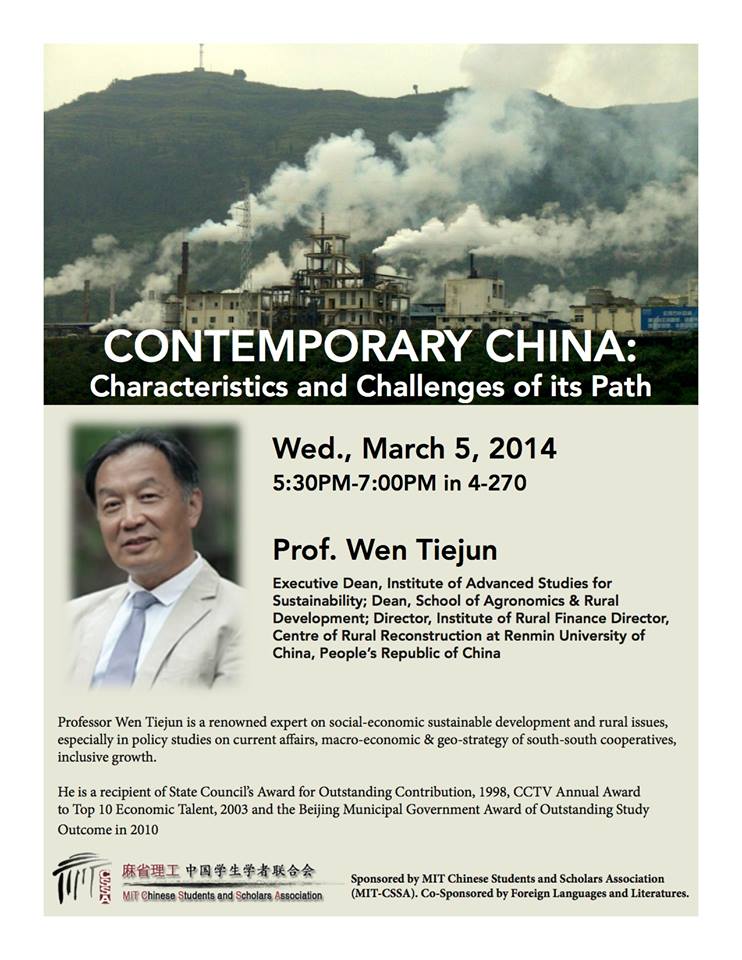 CONTEMPORARY CHINA:
Characteristics and Challenges of its Path
Wed., March 5, 2014
5:30PM-7:00PM in 4-270
Prof. Wen Tiejun
Executive Dean, Institute of Advanced Studies for
Sustainability; Dean, School of Agronomics & Rural
Development; Director, Institute of Rural Finance Director,
Centre of Rural Reconstruction at Renmin University of
China, People's Republic of China
Professor Wen Tiejun is a renowned expert on social-economic sustainable development and rural issues,
especially in policy studies on current affairs, macro-economic & geo-strategy of south-south cooperatives,
inclusive growth.
He is a recipient of State Council's Award for Outstanding Contribution, 1998, CCTV Annual Award
to Top 10 Economic Talent, 2003 and the Beijing Municipal Government Award of Outstanding Study
Outcome in 2010
CSSA
麻省理工 中国学生学者联合会
MIT Chinese Students and Scholars Association
Sponsored by MIT Chinese Students and Scholars Association
(MIT-CSSA). Co-Sponsored by Foreign Languages and Literatures.